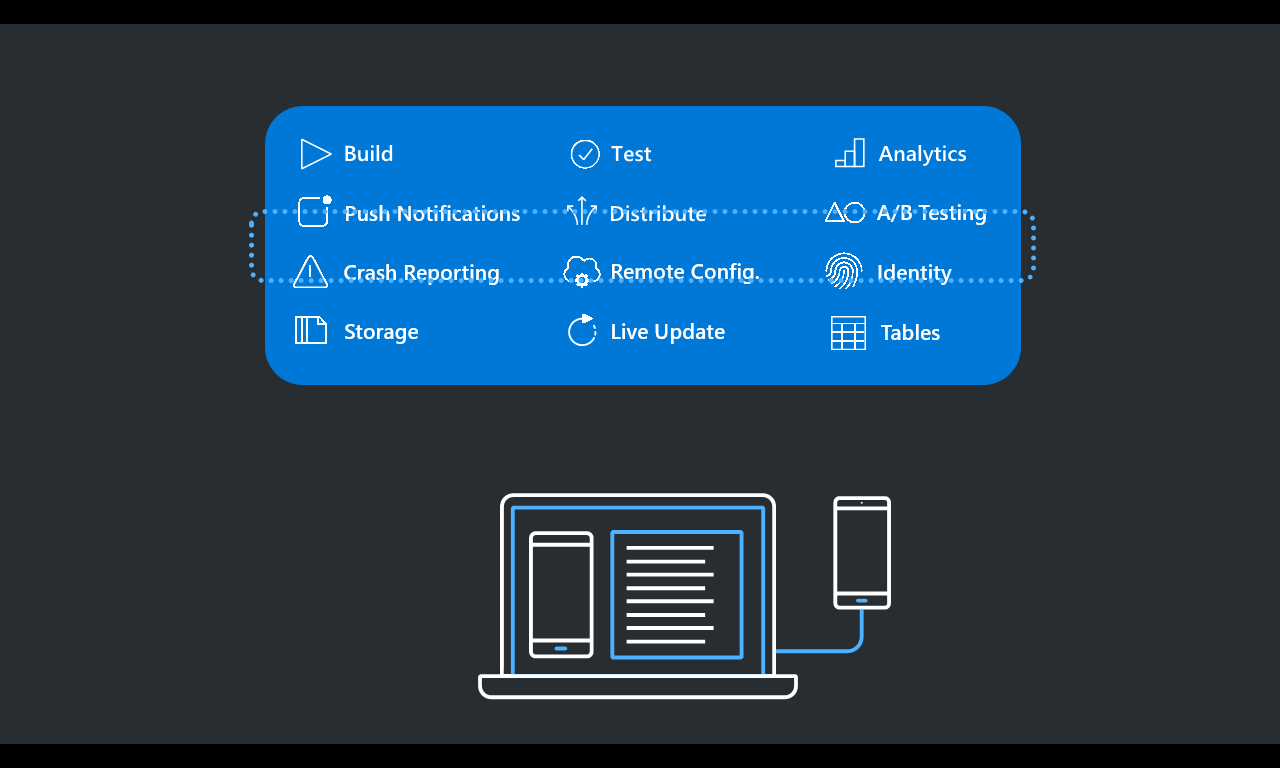 Build Test Analytics
Push Notifications Distribute A/B Testing
Crash Reporting Remote Config. Identity
Storage Live Update Tables